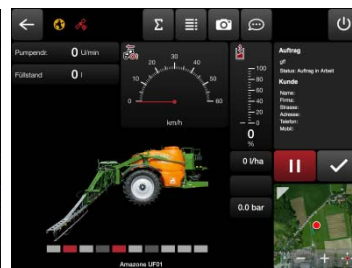 Σ
Pumpendr. 0 U/min
Füllstand 0 l
0
10
20
30
40
50
60
km/h
100
80
60
40
20
0
0
%
0 l/ha
0.0 bar
Auftrag
gff
Status: Auftrag in Arbeit
Kunde
Name:
Firma:
Strasse:
Adresse:
Telefon:
Mobil:
Amazone UF01